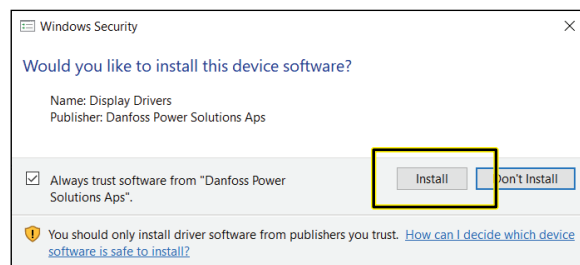 Windows Security
Would you like to install this device software?
Name: Display Drivers
Publisher: Danfoss Power Solutions Aps
Always trust software from "Danfoss Power
Solutions Aps".
Install
Don't Install
You should only install driver software from publishers you trust. How can I decide which device
software is safe to install?